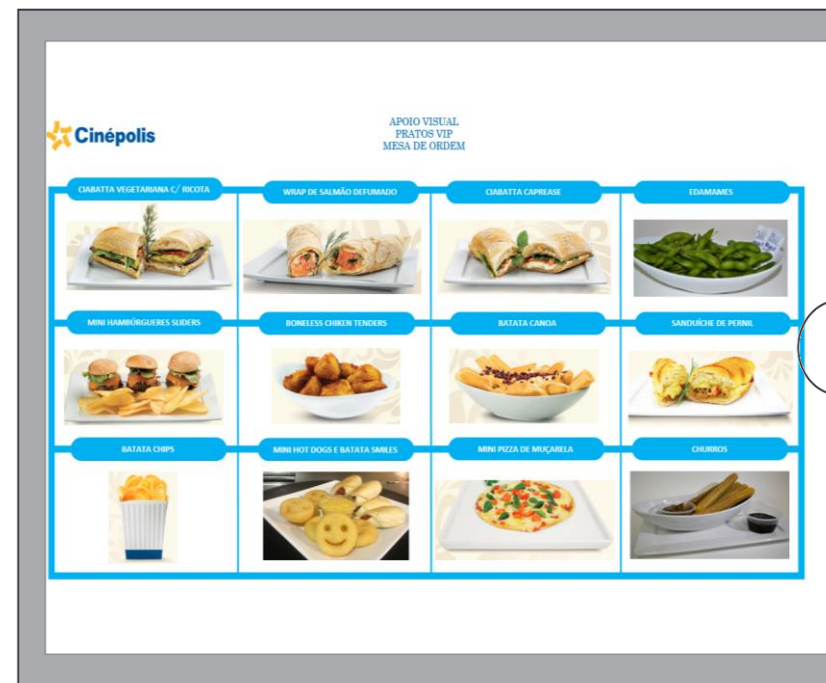 Cinépolis
APOIO VISUAL
PRATOS VIP
MESA DE ORDEM
CIABATTA VEGETARIANA C/ RICOTA
WRAP DE SALMÃO DEFUMADO
CIABATTA CAPREASE
EDAMAMES
MINI HAMBÚRGUERES SLIDERS
BONELESS CHIKEN TENDERS
BATATA CANOA
SANDUÍCHE DE PERNIL
BATATA CHIPS
MINI HOT DOGS E BATATA SMILES
MINI PIZZA DE MUÇARELA
CHURROS